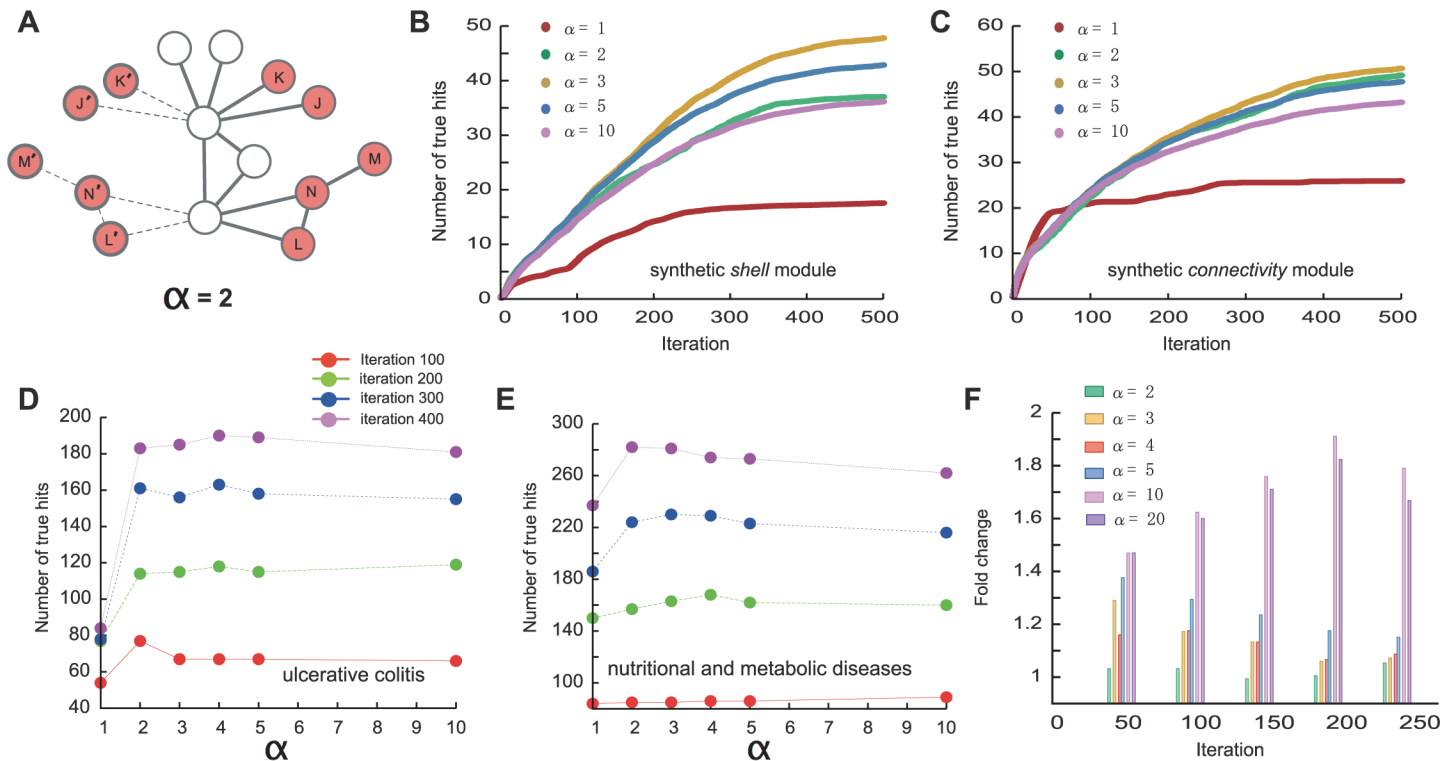 A
K′
J′
K
J
M′
N′
L′
M
N
L
α = 2
B
Number of true hits
50
40
30
20
10
0
α = 1
α = 2
α = 3
α = 5
α = 10
synthetic shell module
0 100 200 300 400 500
Iteration
C
Number of true hits
60
50
40
30
20
10
0
α = 1
α = 2
α = 3
α = 5
α = 10
synthetic connectivity module
0 100 200 300 400 500
Iteration
Iteration 100
iteration 200
iteration 300
iteration 400
D
Number of true hits
200
180
160
140
120
100
80
60
40
ulcerative colitis
1 2 3 4 5 6 7 8 9 10
α
E
Number of true hits
300
260
220
180
140
100
nutritional and metabolic diseases
1 2 3 4 5 6 7 8 9 10
α
F
Fold change
2
1.8
1.6
1.4
1.2
1
α = 2
α = 3
α = 4
α = 5
α = 10
α = 20
0 50 100 150 200 250
Iteration